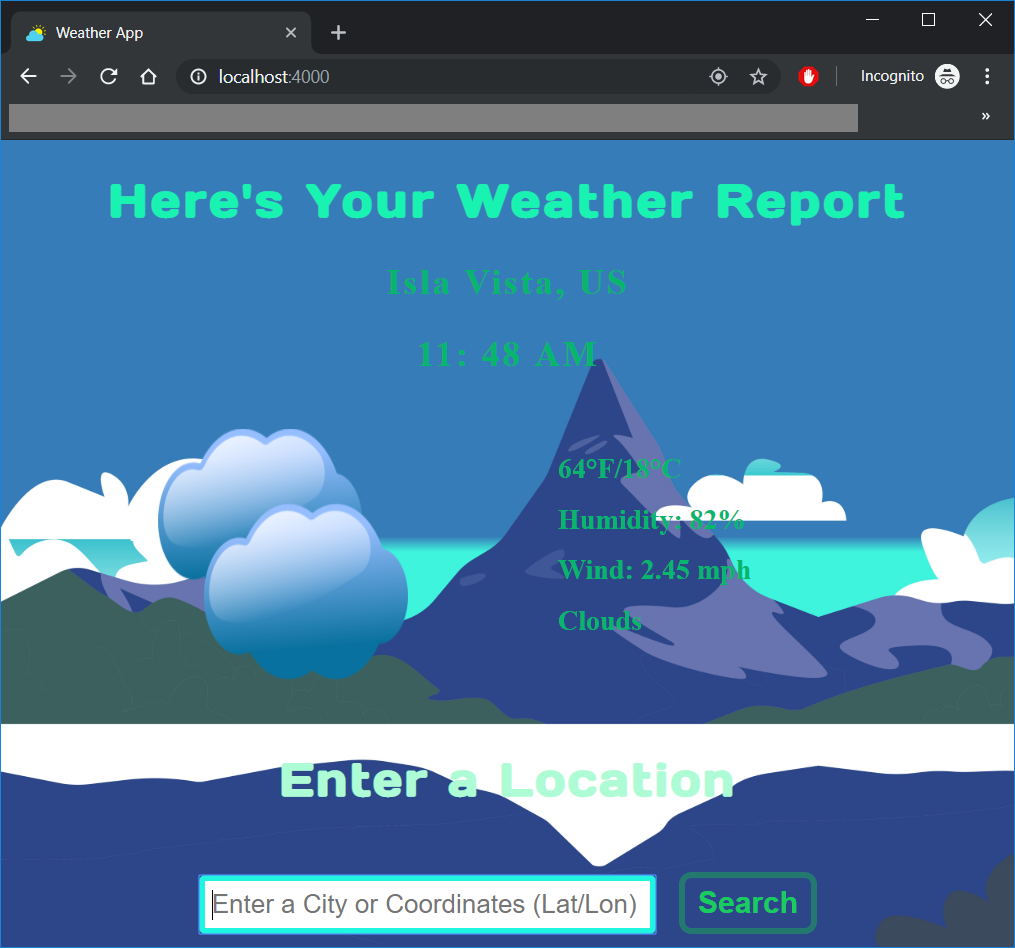 Weather App
localhost:4000
Incognito
»
Here's Your Weather Report
Isla Vista, US
11: 48 AM
64°F/18°C
Humidity: 82%
Wind: 2.45 mph
Clouds
Enter a Location
Enter a City or Coordinates (Lat/Lon)
Search